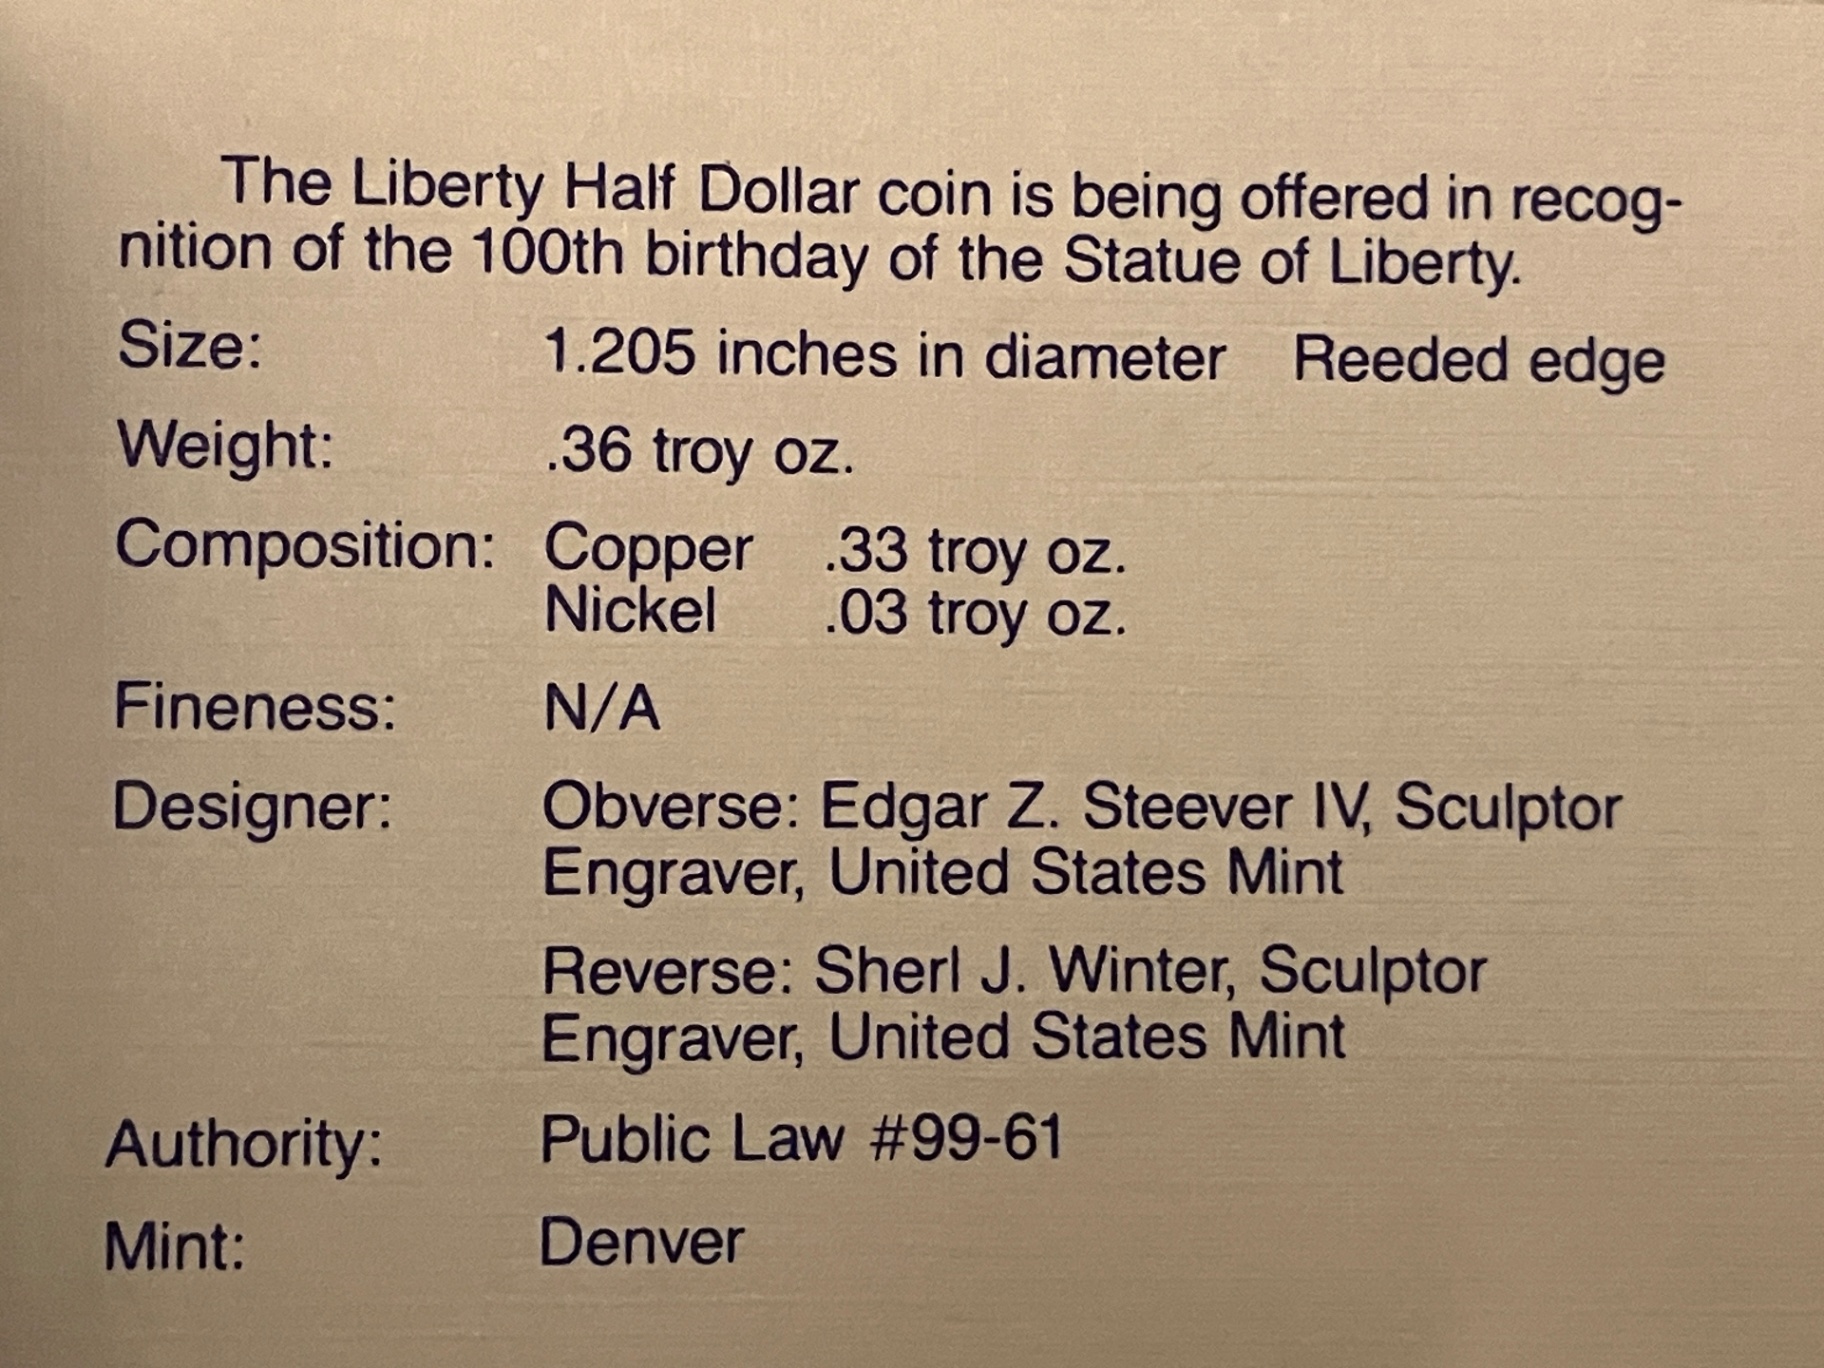 The Liberty Half Dollar coin is being offered in recog-
nition of the 100th birthday of the Statue of Liberty.
Size: 1.205 inches in diameter Reeded edge
Weight: .36 troy oz.
Composition: Copper .33 troy oz.
Nickel .03 troy oz.
Fineness: N/A
Designer: Obverse: Edgar Z. Steever IV, Sculptor
Engraver, United States Mint
Reverse: Sherl J. Winter, Sculptor
Engraver, United States Mint
Authority: Public Law #99-61
Mint: Denver